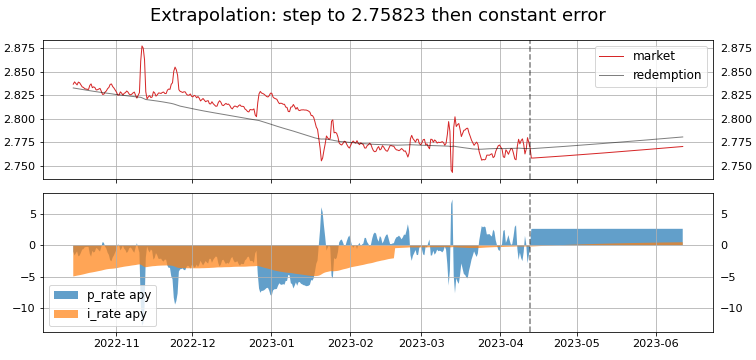 Extrapolation: step to 2.75823 then constant error
2.875 2.875
2.850 2.850
2.825 2.825
2.800 2.800
2.775 2.775
2.750 2.750
market
redemption
5 5
0 0
−5 −5
−10 −10
p_rate apy
i_rate apy
2022-11 2022-12 2023-01 2023-02 2023-03 2023-04 2023-05 2023-06